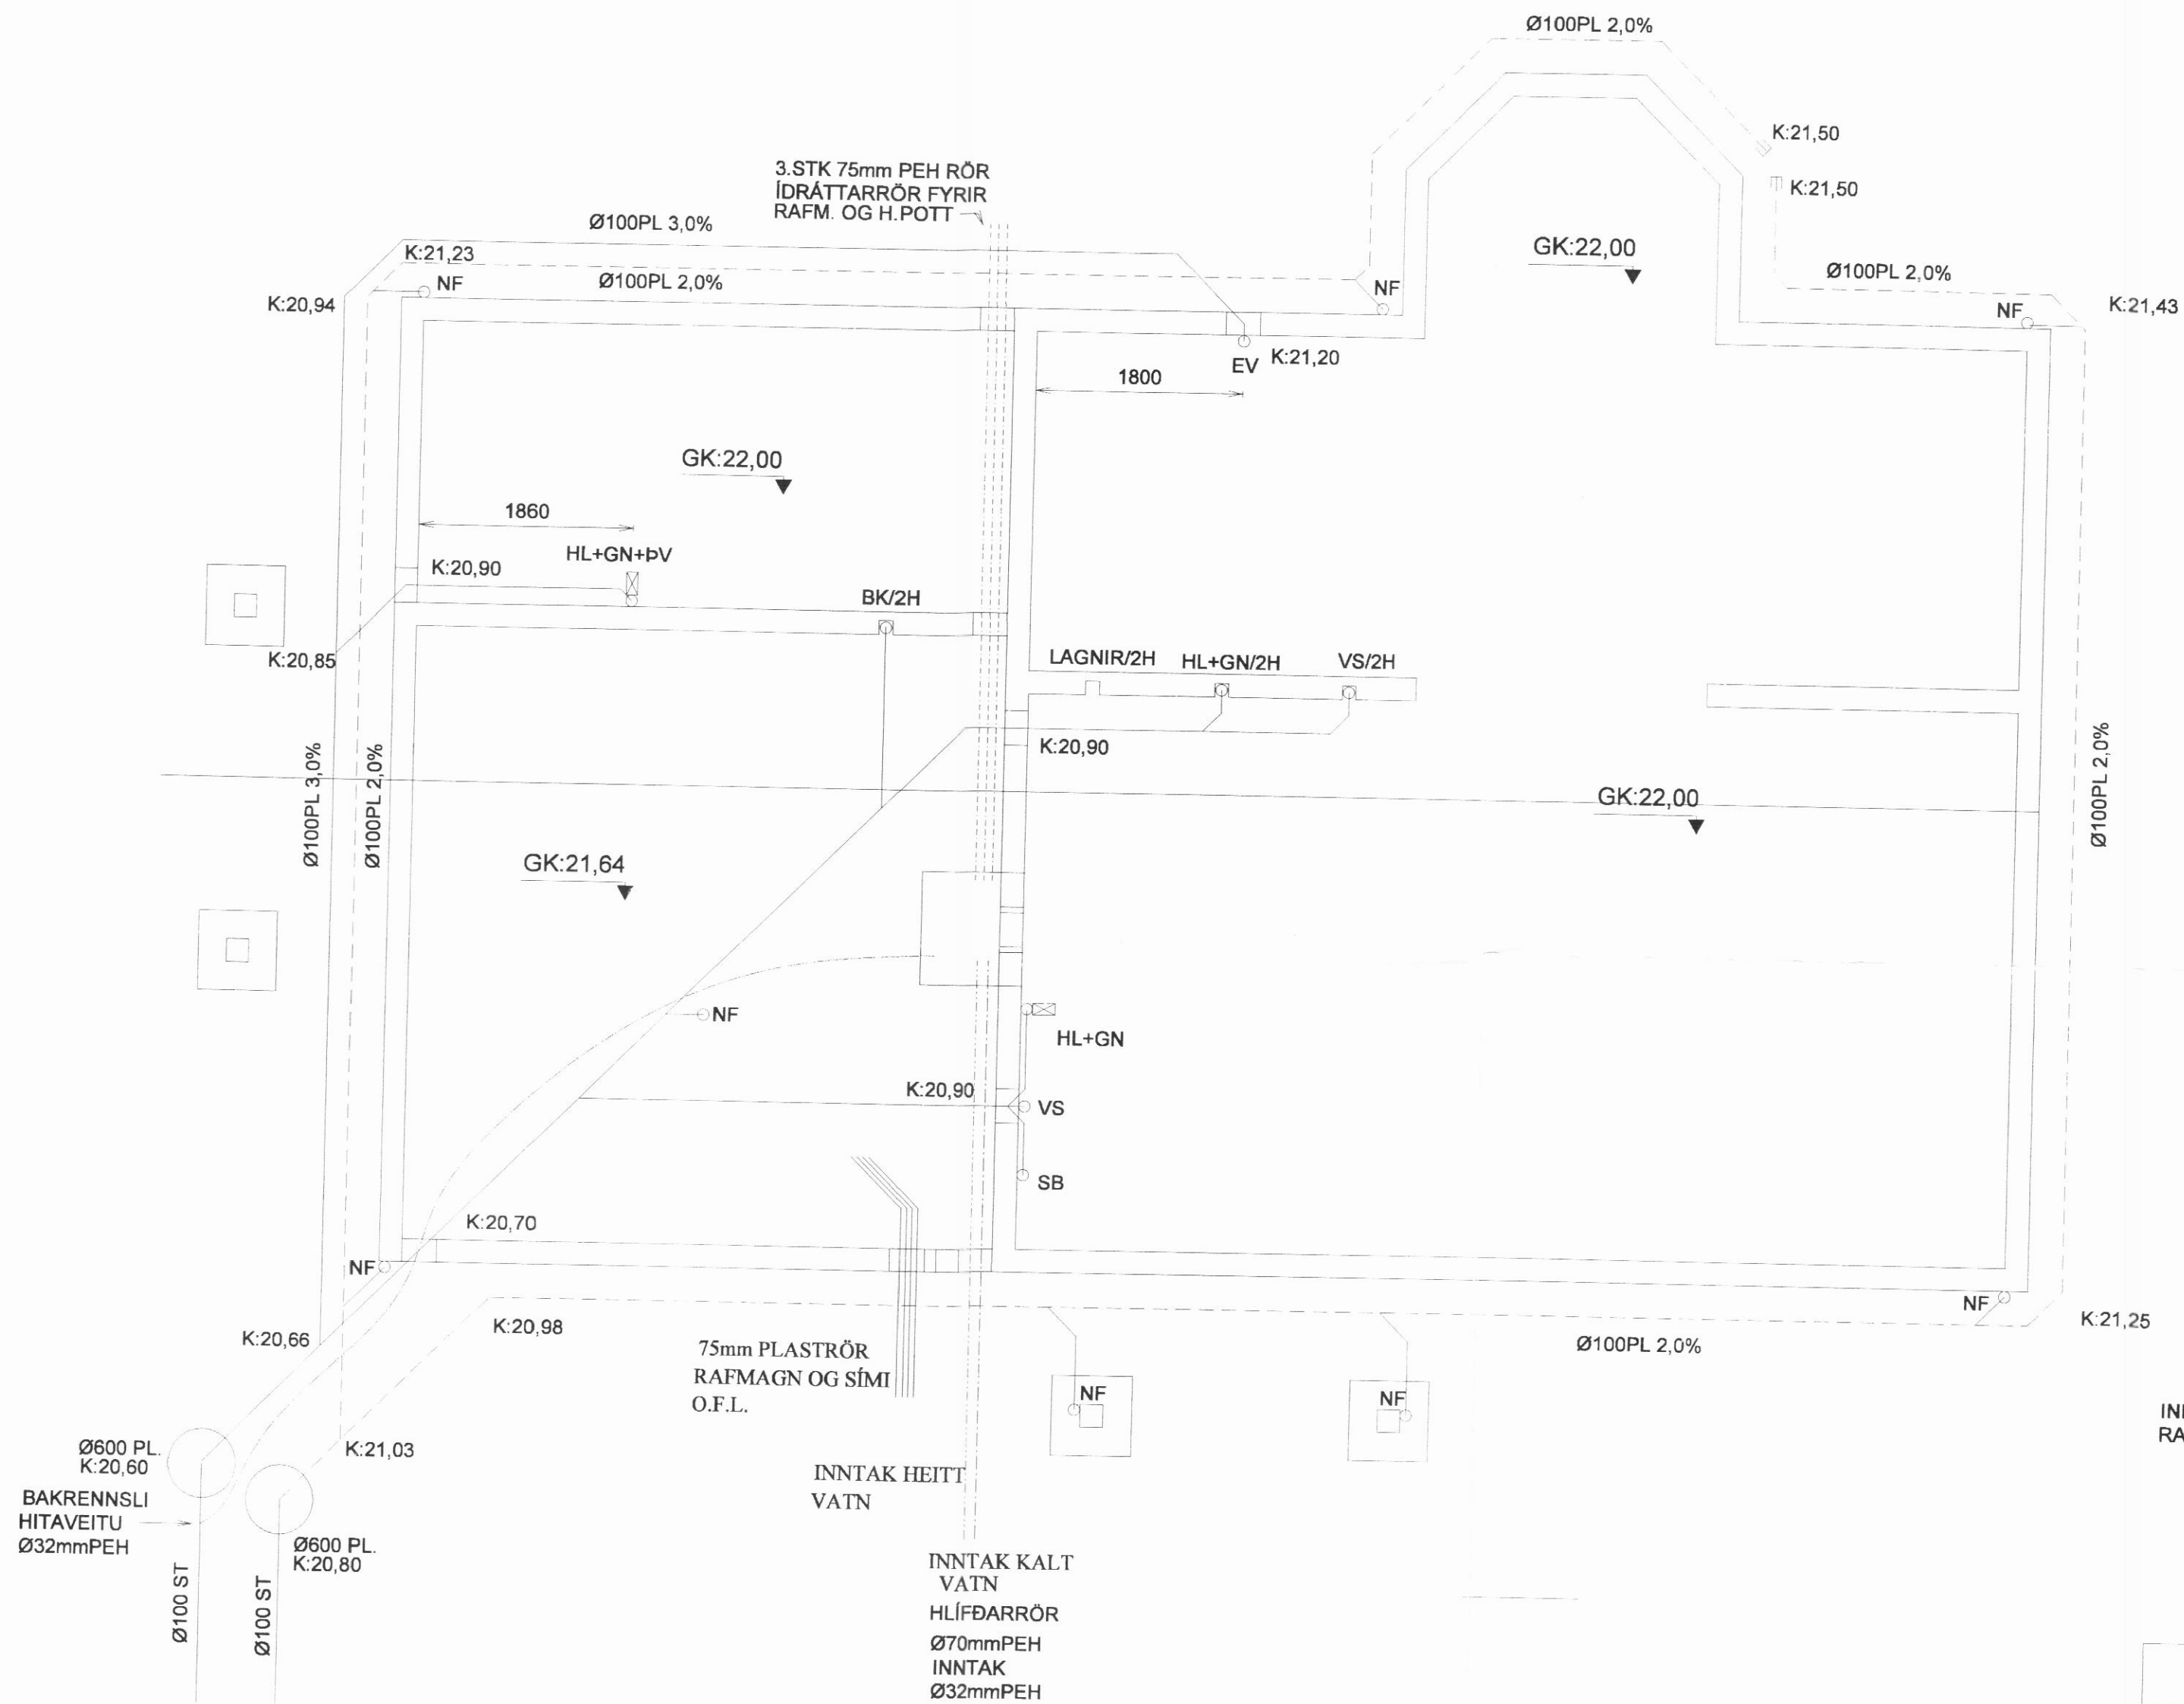 Ø100PL 2,0%
K:21,50
K:21,50
3.STK 75mm PEH RÖR
ÍDRÁTTARRÖR FYRIR
RAFM. OG H.POTT
Ø100PL 3,0%
K:21,23
NF
Ø100PL 2,0%
K:20,94
GK:22,00
NF
Ø100PL 2,0%
NF
K:21,43
EV
K:21,20
1800
GK:22,00
1860
HL+GN+ÞV
K:20,90
BK/2H
K:20,85
LAGNIR/2H
HL+GN/2H
VS/2H
K:20,90
Ø100PL 3,0%
Ø100PL 2,0%
Ø100PL 2,0%
GK:22,00
GK:21,64
NF
HL+GN
K:20,90
VS
SB
K:20,70
NF
K:20,66
K:20,98
75mm PLASTRÖR
RAFMAGN OG SÍMI
O.F.L.
NF
K:21,25
Ø100PL 2,0%
NF
NF
Ø600 PL.
K:20,60
K:21,03
BAKRENNSLI
HITAVEITU
Ø32mmPEH
Ø600 PL.
K:20,80
INNTAK HEITT
VATN
Ø100 ST
Ø100 ST
INNTAK KALT
VATN
HLÍFÐARRÖR
Ø70mmPEH
INNTAK
Ø32mmPEH